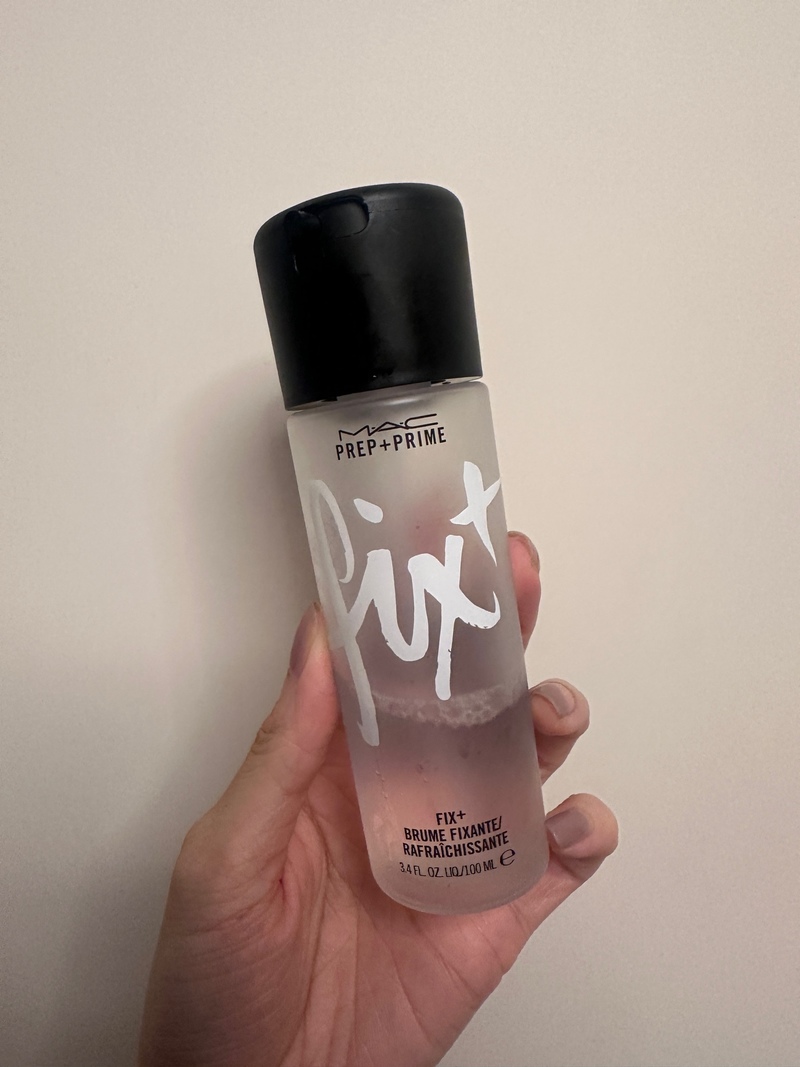 MAC
PREP+PRIME
fix+
FIX+
BRUME FIXANTE/
RAFRAÎCHISSANTE
3.4 FL. OZ. LIQ./100 ML ℮